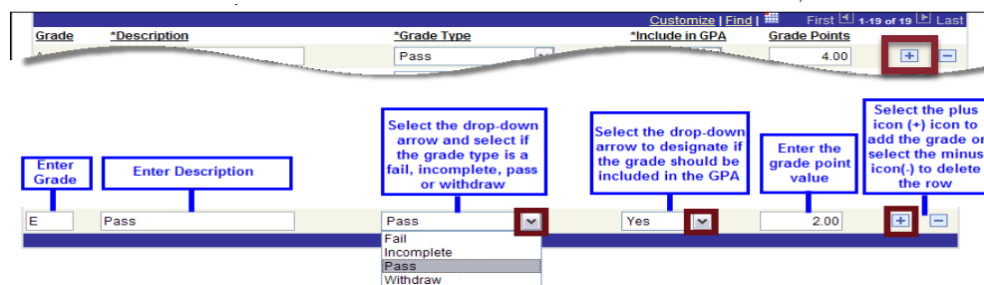 Customize | Find | First 1-19 of 19 Last
Grade *Description *Grade Type *Include in GPA Grade Points
Pass 4.00 + -
Select the drop-down
arrow and select if
the grade type is a
fail, incomplete, pass
or withdraw
Select the drop-down
arrow to designate if
the grade should be
included in the GPA
Select the plus
icon (+) icon to
add the grade or
select the minus
icon(-) to delete
the row
Enter
Grade
Enter Description
Enter the
grade point
value
E Pass Pass Yes 2.00 + -
Fail
Incomplete
Pass
Withdraw